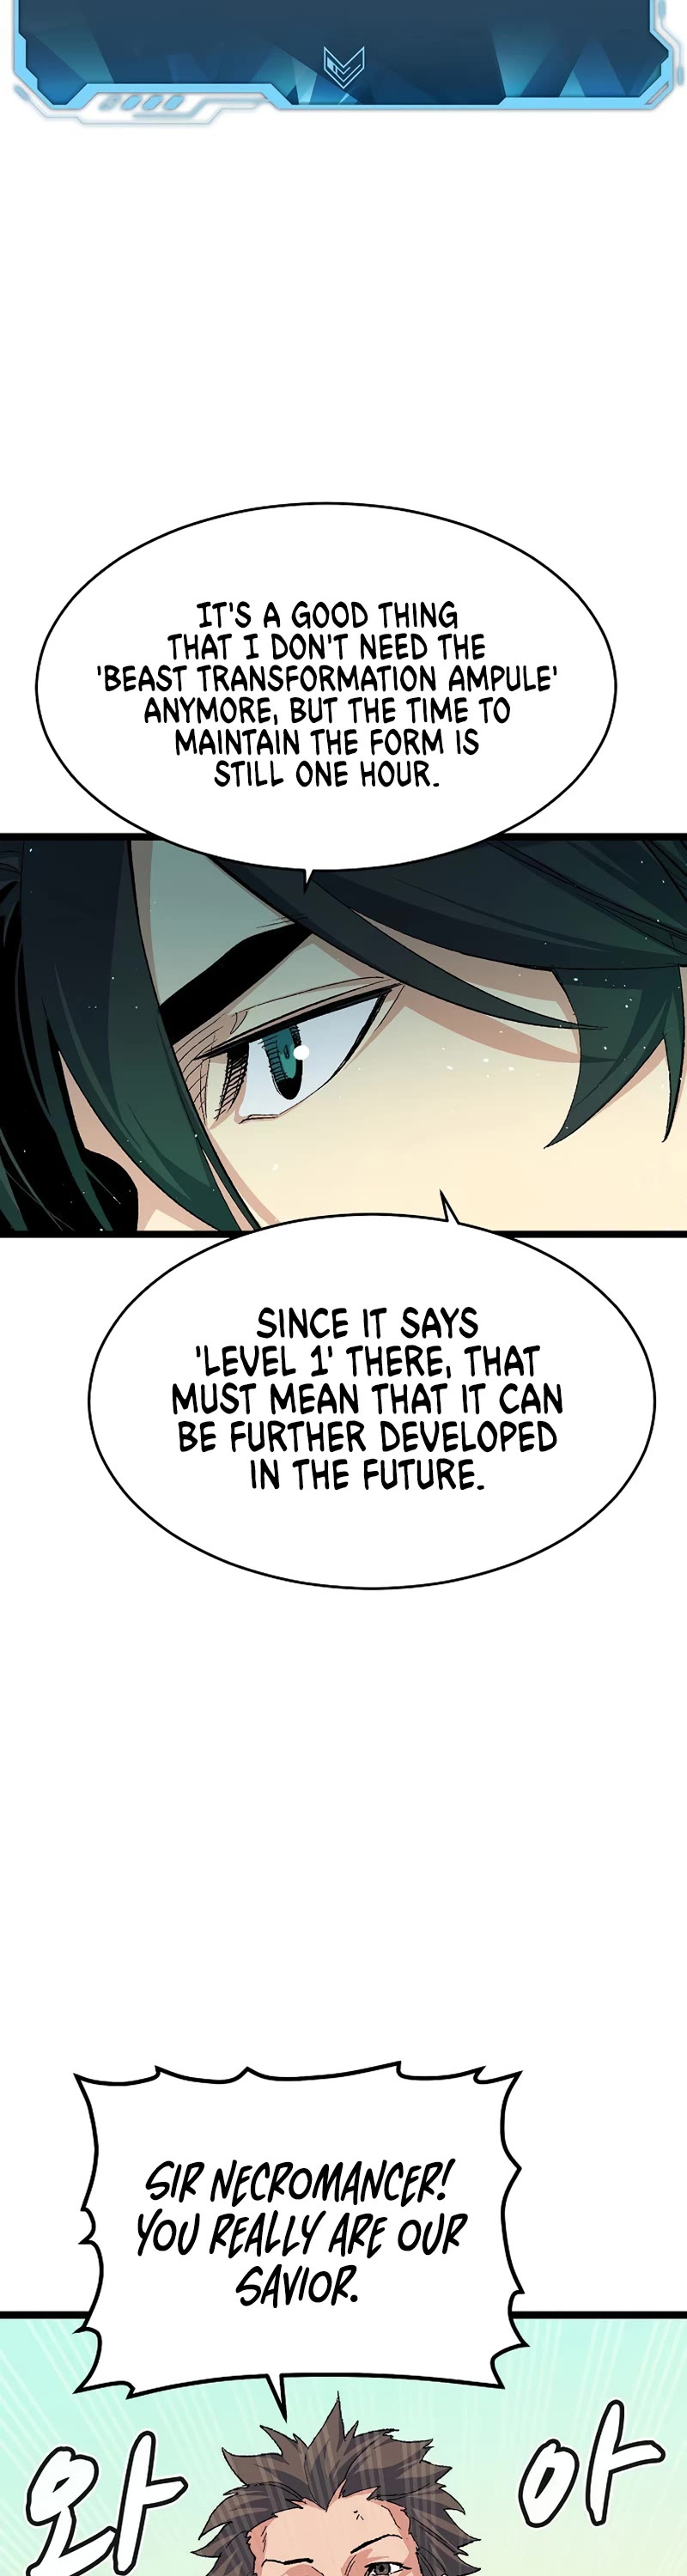 IT'S A GOOD THING
THAT I DON'T NEED THE
'BEAST TRANSFORMATION AMPULE'
ANYMORE, BUT THE TIME TO
MAINTAIN THE FORM IS
STILL ONE HOUR.
SINCE IT SAYS
'LEVEL 1' THERE, THAT
MUST MEAN THAT IT CAN
BE FURTHER DEVELOPED
IN THE FUTURE.
SIR NECROMANCER!
YOU REALLY ARE OUR
SAVIOR.
와
아